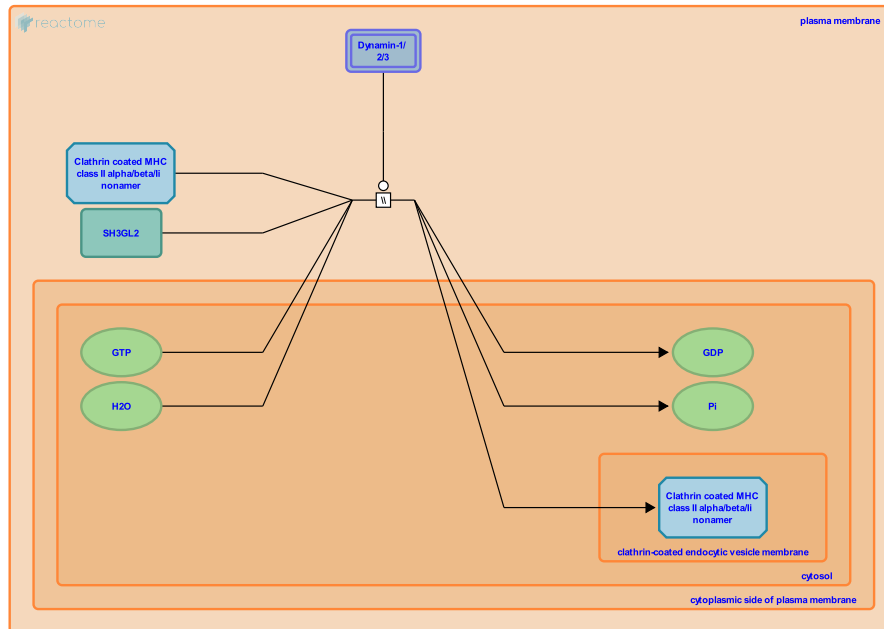 reactome
plasma membrane
Dynamin-1/
2/3
Clathrin coated MHC
class II alpha/beta/Ii
nonamer
\\
SH3GL2
GTP
GDP
H2O
Pi
Clathrin coated MHC
class II alpha/beta/Ii
nonamer
clathrin-coated endocytic vesicle membrane
cytosol
cytoplasmic side of plasma membrane